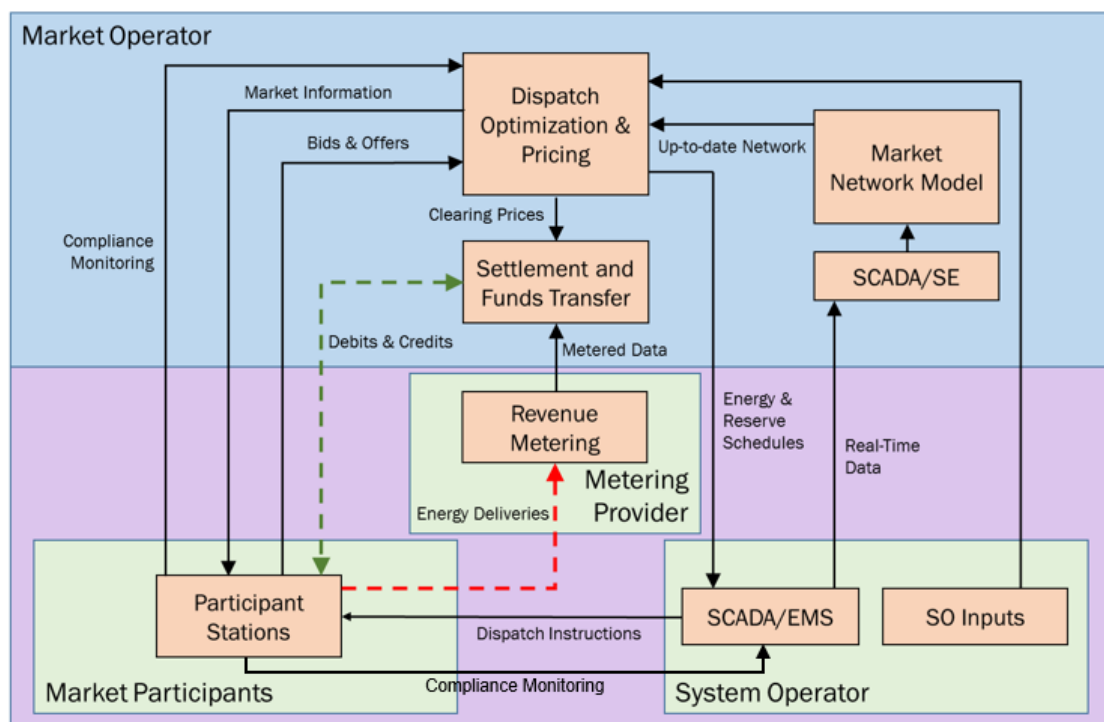 Market Operator
Market Information
Bids & Offers
Dispatch
Optimization &
Pricing
Up-to-date Network
Market
Network Model
Compliance
Monitoring
Clearing Prices
Settlement and
Funds Transfer
SCADA/SE
Debits & Credits
Metered Data
Revenue
Metering
Metering
Provider
Energy &
Reserve
Schedules
Real-Time
Data
Energy Deliveries
Participant
Stations
Dispatch Instructions
SCADA/EMS
SO Inputs
Compliance Monitoring
Market Participants
System Operator